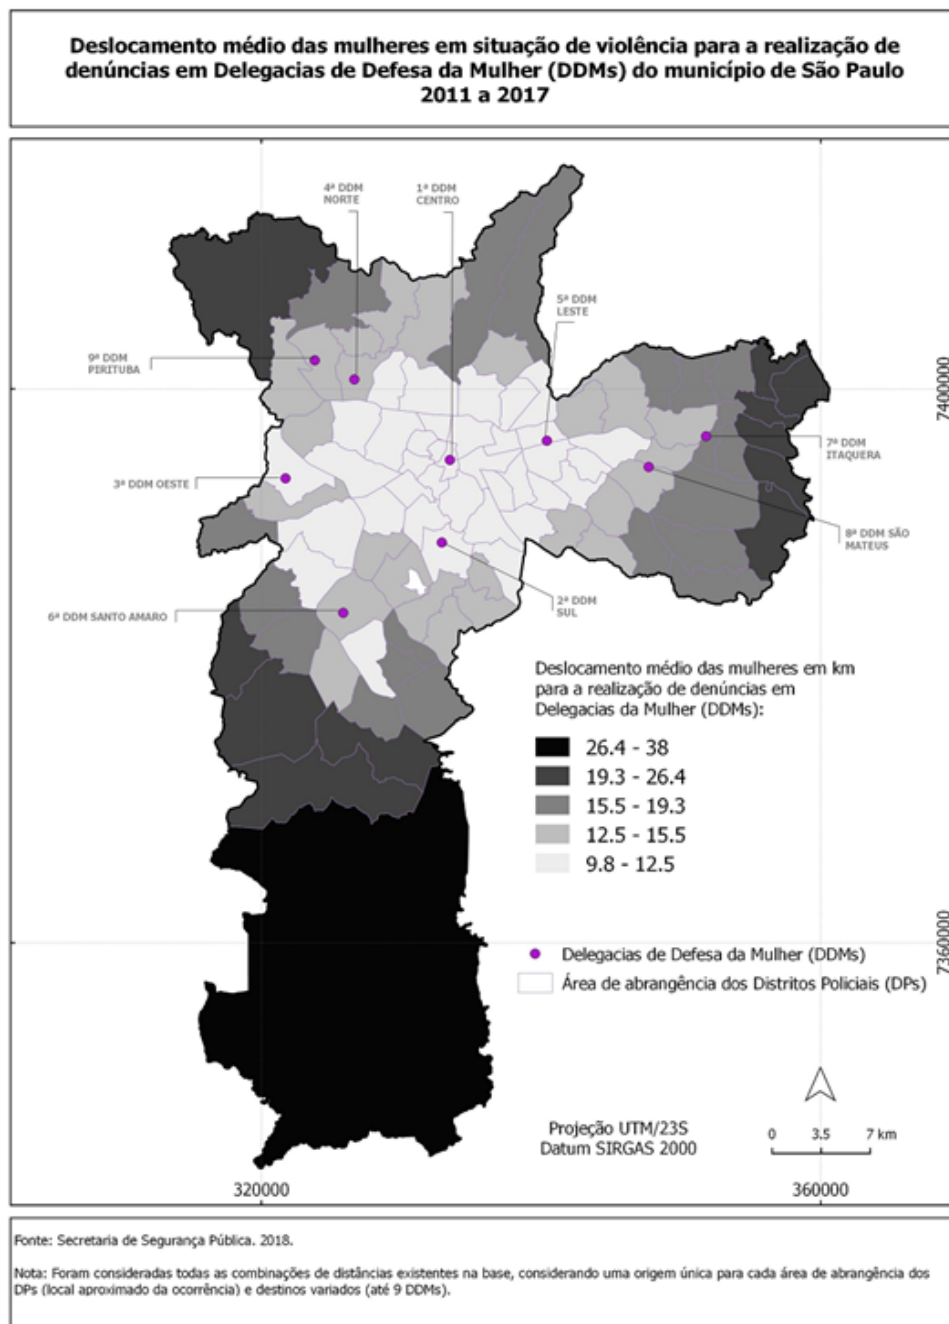 Deslocamento médio das mulheres em situação de violência para a realização de
denúncias em Delegacias de Defesa da Mulher (DDMs) do município de São Paulo
2011 a 2017
4ª DDM
NORTE
1ª DDM
CENTRO
5ª DDM
LESTE
9ª DDM
PIRITUBA
7400000
7ª DDM
ITAQUERA
3ª DDM OESTE
8ª DDM SÃO
MATEUS
2ª DDM
SUL
6ª DDM SANTO AMARO
Deslocamento médio das mulheres em km
para a realização de denúncias em
Delegacias da Mulher (DDMs):
26.4 - 38
19.3 - 26.4
15.5 - 19.3
12.5 - 15.5
9.8 - 12.5
7360000
Delegacias de Defesa da Mulher (DDMs)
Área de abrangência dos Distritos Policiais (DPs)
Projeção UTM/23S
Datum SIRGAS 2000
0 3.5 7 km
320000 360000
Fonte: Secretaria de Segurança Pública. 2018.
Nota: Foram consideradas todas as combinações de distâncias existentes na base, considerando uma origem única para cada área de abrangência dos
DPs (local aproximado da ocorrência) e destinos variados (até 9 DDMs).